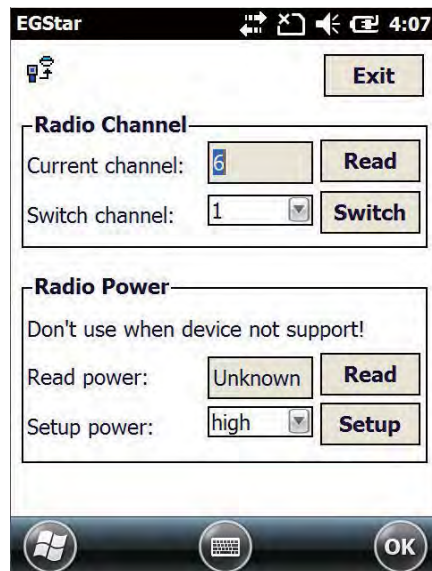 EGStar 4:07
Exit
Radio Channel
Current channel: 6 Read
Switch channel: 1 Switch
Radio Power
Don't use when device not support!
Read power: Unknown Read
Setup power: high Setup
OK